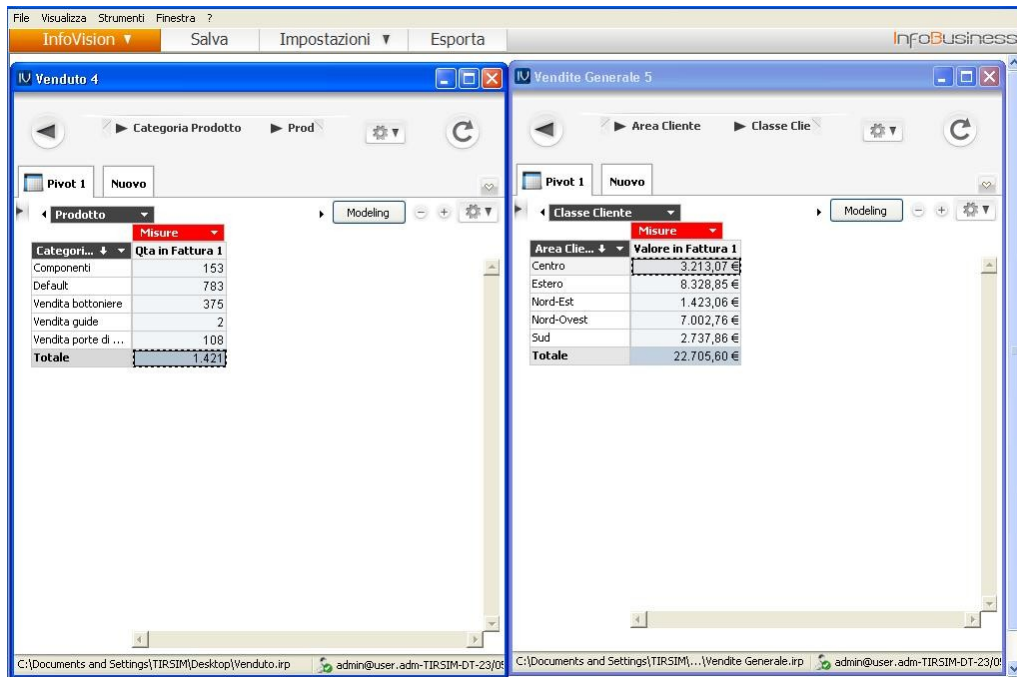 File Visualizza Strumenti Finestra ?
InfoVision ▼ Salva Impostazioni ▼ Esporta InfoBusiness
IV Venduto 4
Categoria Prodotto Prod
Pivot 1 Nuovo
Prodotto Modeling
Misure
Categori... Qta in Fattura 1
Componenti 153
Default 783
Vendita bottoniere 375
Vendita guide 2
Vendita porte di ... 108
Totale 1.421
C:\Documents and Settings\TIRSIM\Desktop\Venduto.irp admin@user.adm-TIRSIM-DT-23/05
IV Vendite Generale 5
Area Cliente Classe Clie
Pivot 1 Nuovo
Classe Cliente Modeling
Misure
Area Clie... Valore in Fattura 1
Centro 3.213,07 €
Estero 8.328,85 €
Nord-Est 1.423,06 €
Nord-Ovest 7.002,76 €
Sud 2.737,86 €
Totale 22.705,60 €
C:\Documents and Settings\TIRSIM\...\Vendite Generale.irp admin@user.adm-TIRSIM-DT-23/0